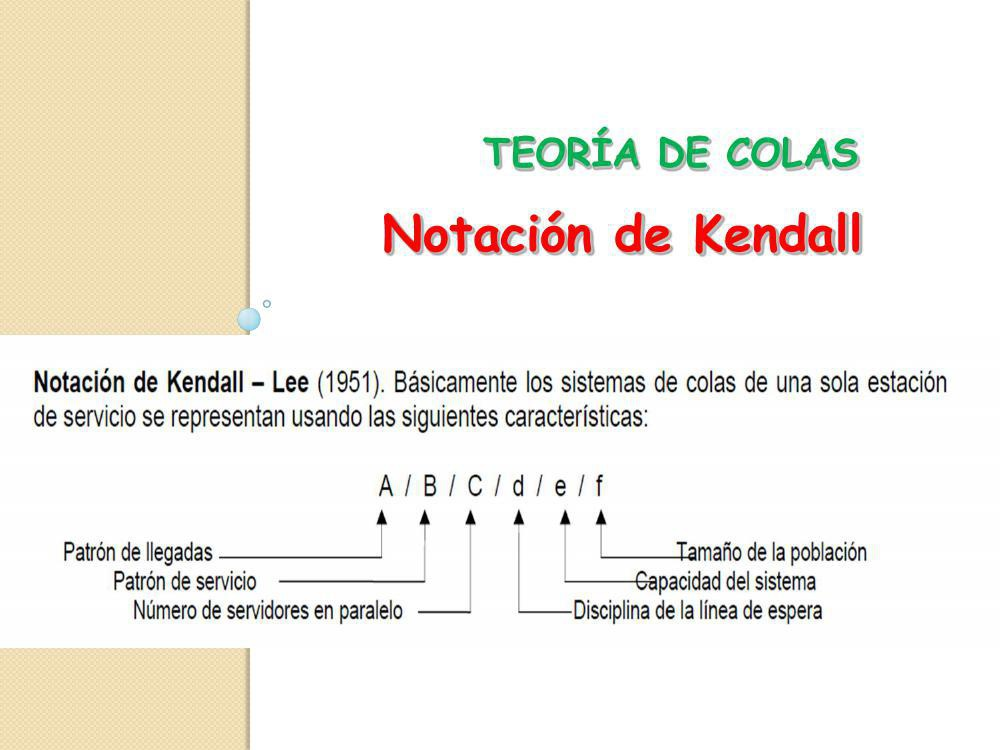 TEORÍA DE COLAS
Notación de Kendall
Notación de Kendall – Lee (1951). Básicamente los sistemas de colas de una sola estación
de servicio se representan usando las siguientes características:
A / B / C / d / e / f
Patrón de llegadas
Tamaño de la población
Patrón de servicio
Capacidad del sistema
Número de servidores en paralelo
Disciplina de la línea de espera